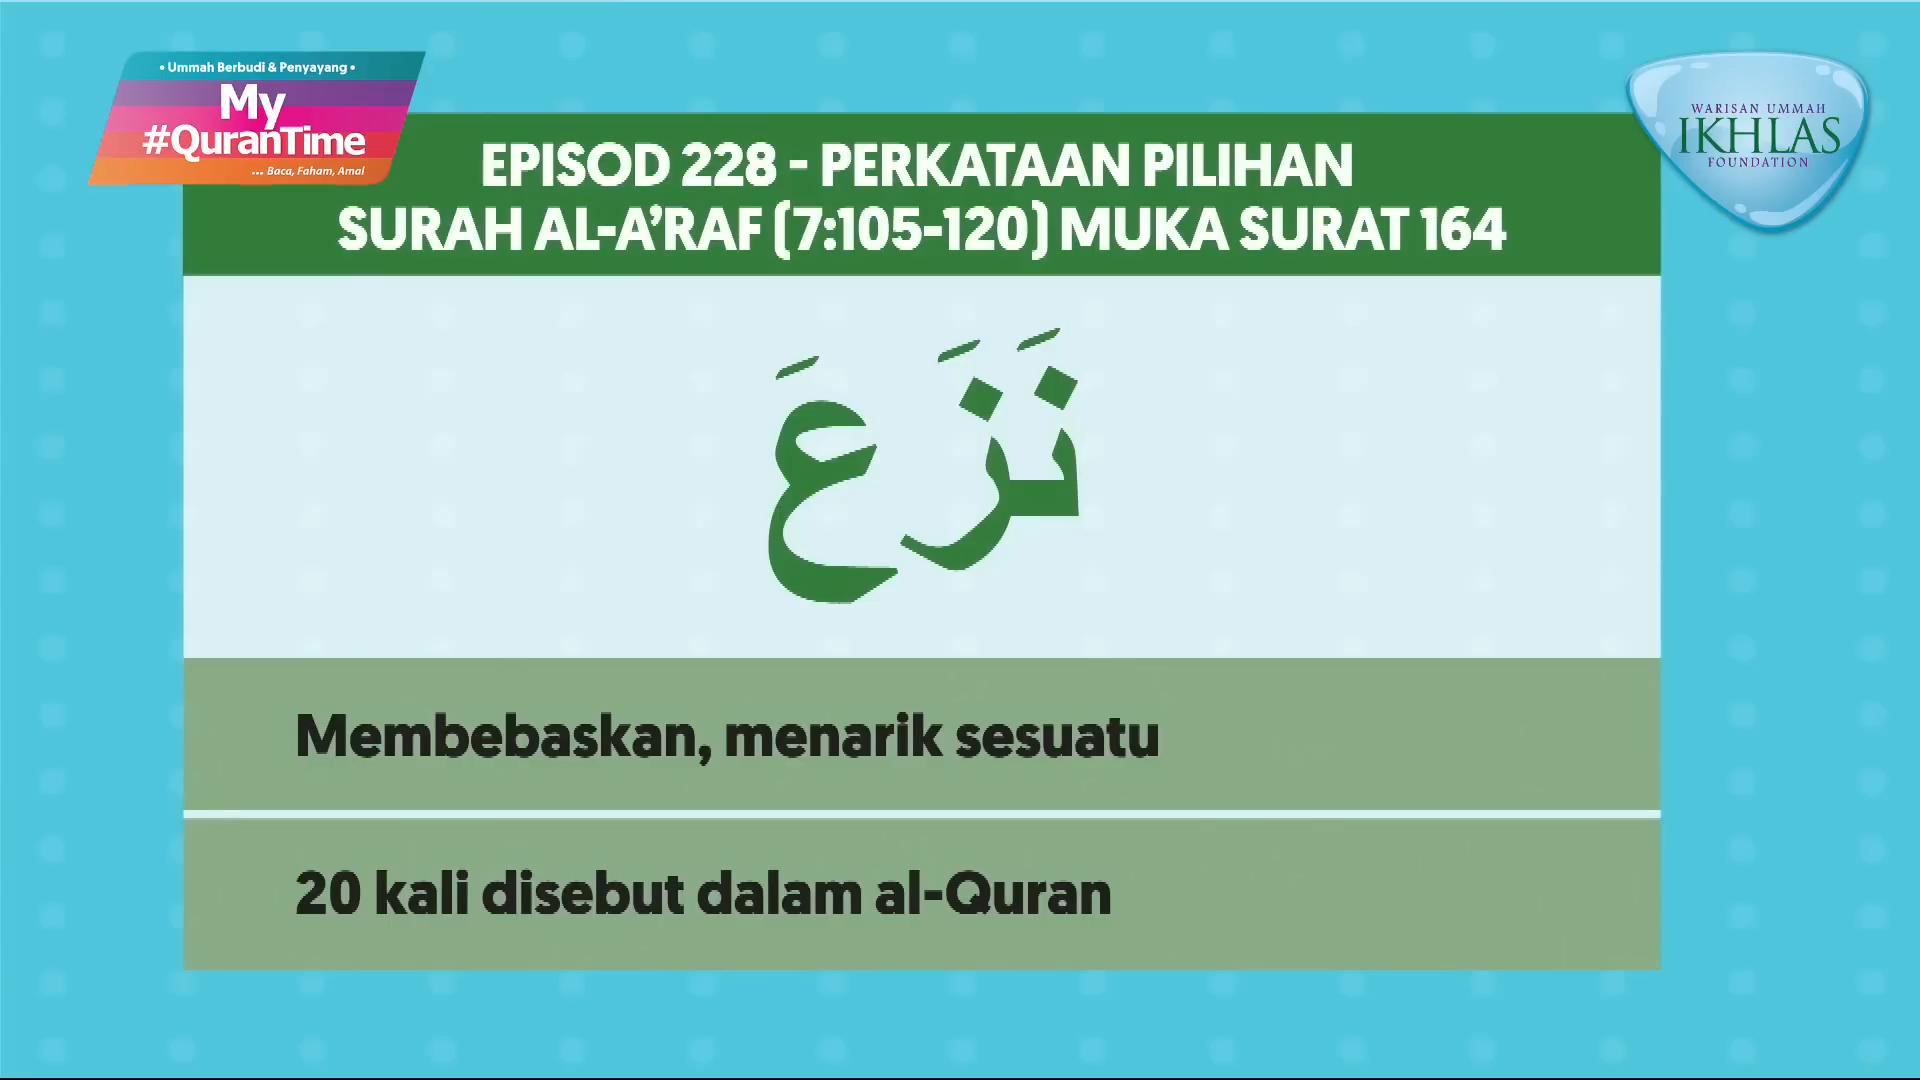 • Ummah Berbudi & Penyayang •
My
#QuranTime
... Baca, Faham, Amal
WARISAN UMMAH
IKHLAS
FOUNDATION
EPISOD 228 - PERKATAAN PILIHAN
SURAH AL-A'RAF (7:105-120) MUKA SURAT 164
نَزَعَ
Membebaskan, menarik sesuatu
20 kali disebut dalam al-Quran